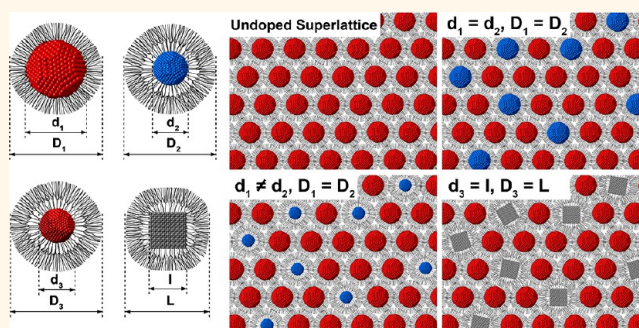 d₁
D₁
d₂
D₂
d₃
D₃
l
L
Undoped Superlattice
d₁ = d₂, D₁ = D₂
d₁ ≠ d₂, D₁ = D₂
d₃ = l, D₃ = L